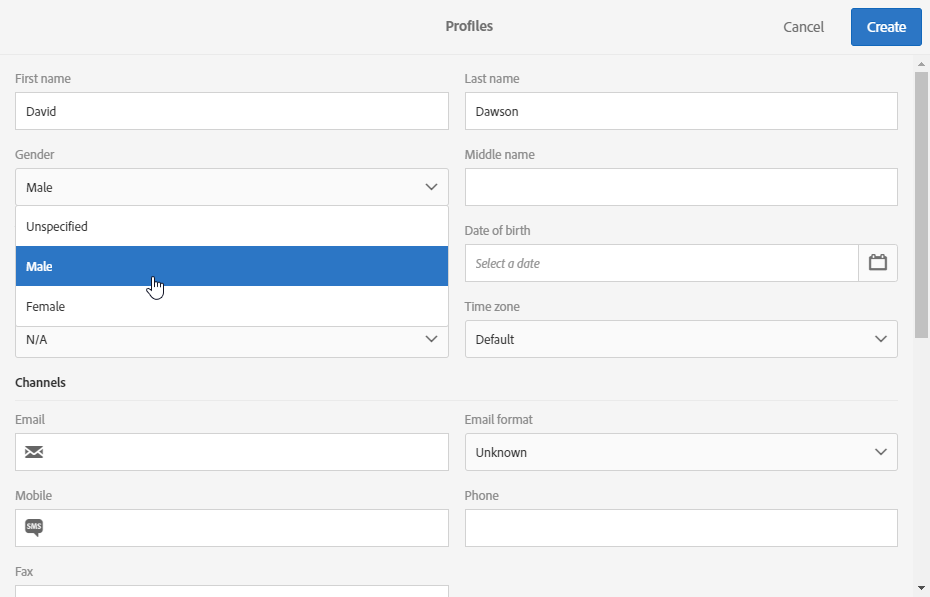 Profiles
Cancel
Create
First name
Last name
David
Dawson
Gender
Middle name
Male
Unspecified
Date of birth
Male
Select a date
Female
Time zone
N/A
Default
Channels
Email
Email format
Unknown
Mobile
Phone
SMS
Fax